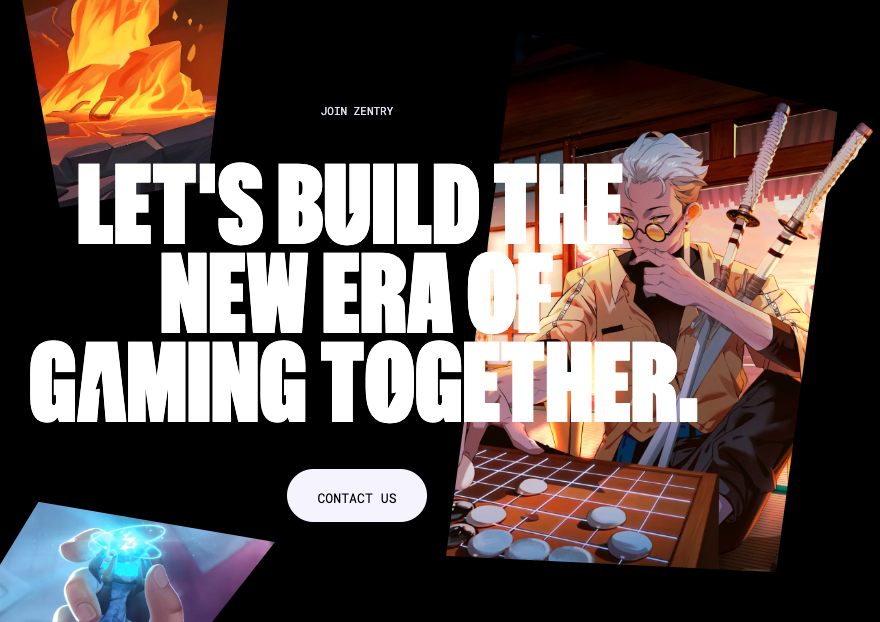 JOIN ZENTRY
LET'S BUILD THE
NEW ERA OF
GAMING TOGETHER.
CONTACT US